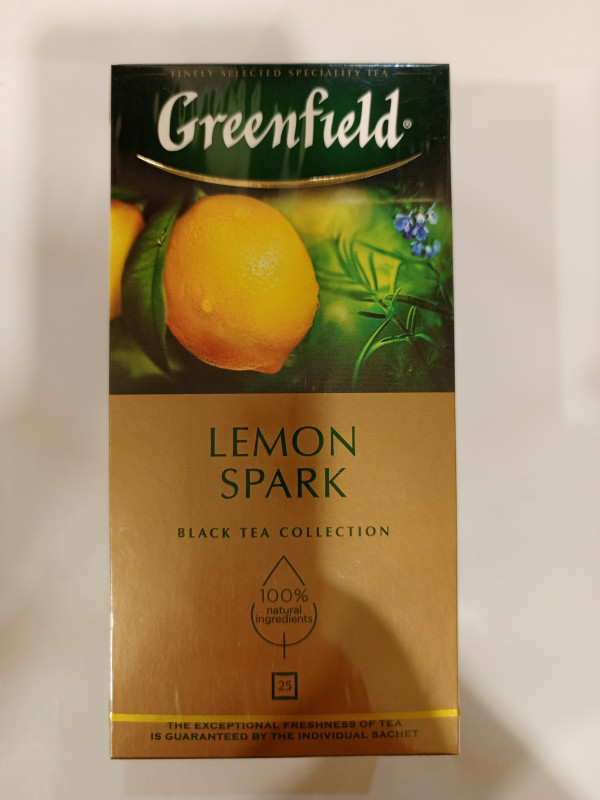 FINELY SELECTED SPECIALITY TEA
Greenfield®
LEMON
SPARK
BLACK TEA COLLECTION
100%
natural
ingredients
25
THE EXCEPTIONAL FRESHNESS OF TEA
IS GUARANTEED BY THE INDIVIDUAL SACHET